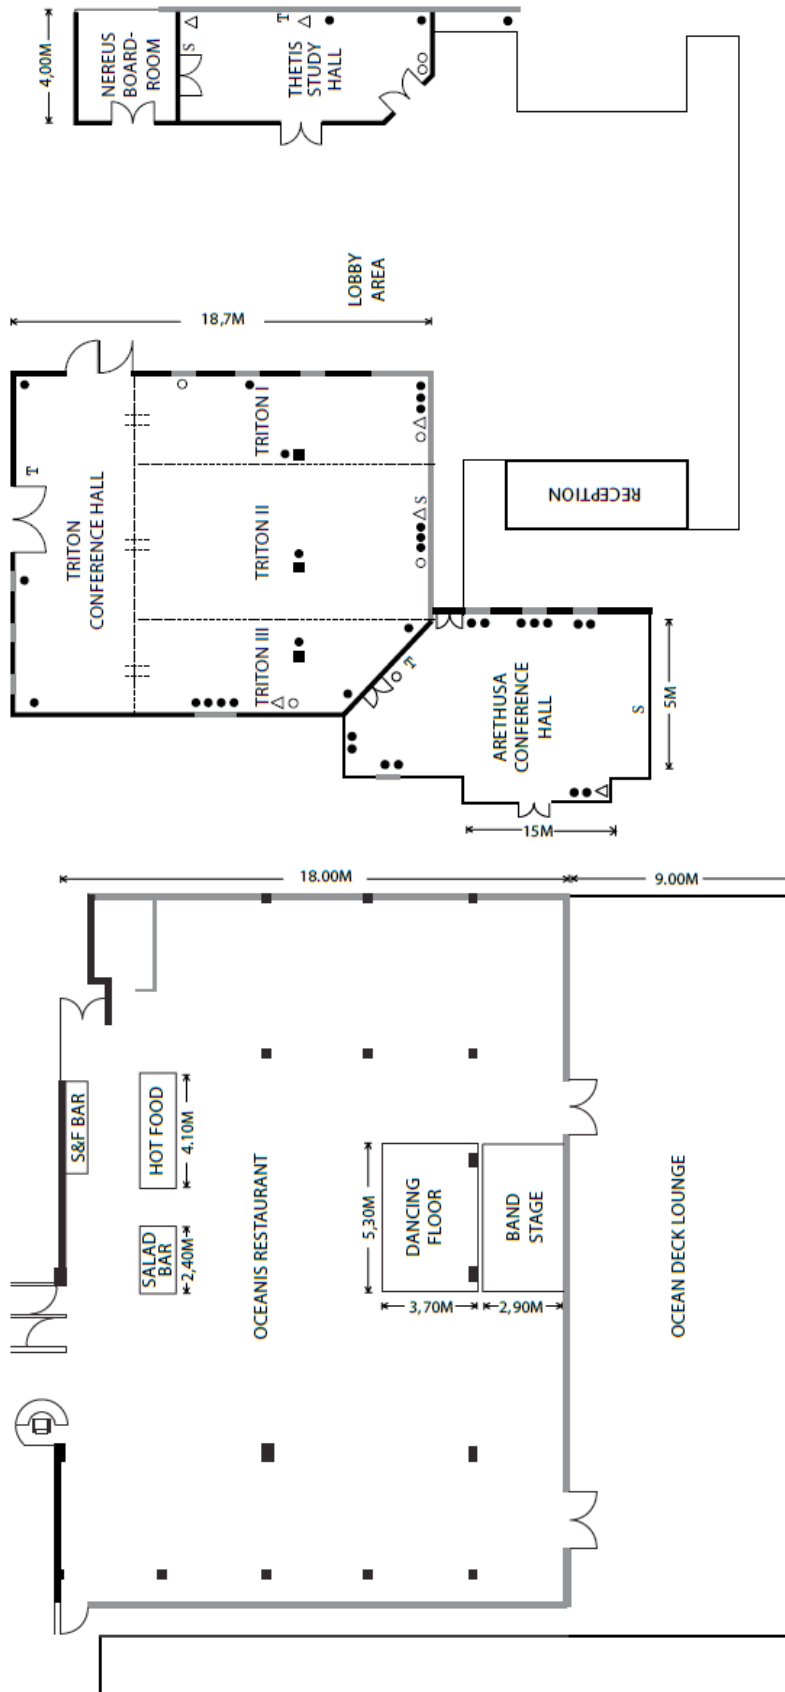 4,00M
NEREUS
BOARD-
ROOM
S
T
THETIS
STUDY
HALL
LOBBY
AREA
18,7M
T
TRITON
CONFERENCE HALL
TRITON I
TRITON II
TRITON III
S
RECEPTION
T
ARETHUSA
CONFERENCE
HALL
S
5M
15M
18.00M
9.00M
S&F BAR
HOT FOOD
4.10M
SALAD
BAR
2,40M
OCEANIS RESTAURANT
5,30M
DANCING
FLOOR
3,70M
BAND
STAGE
2,90M
OCEAN DECK LOUNGE